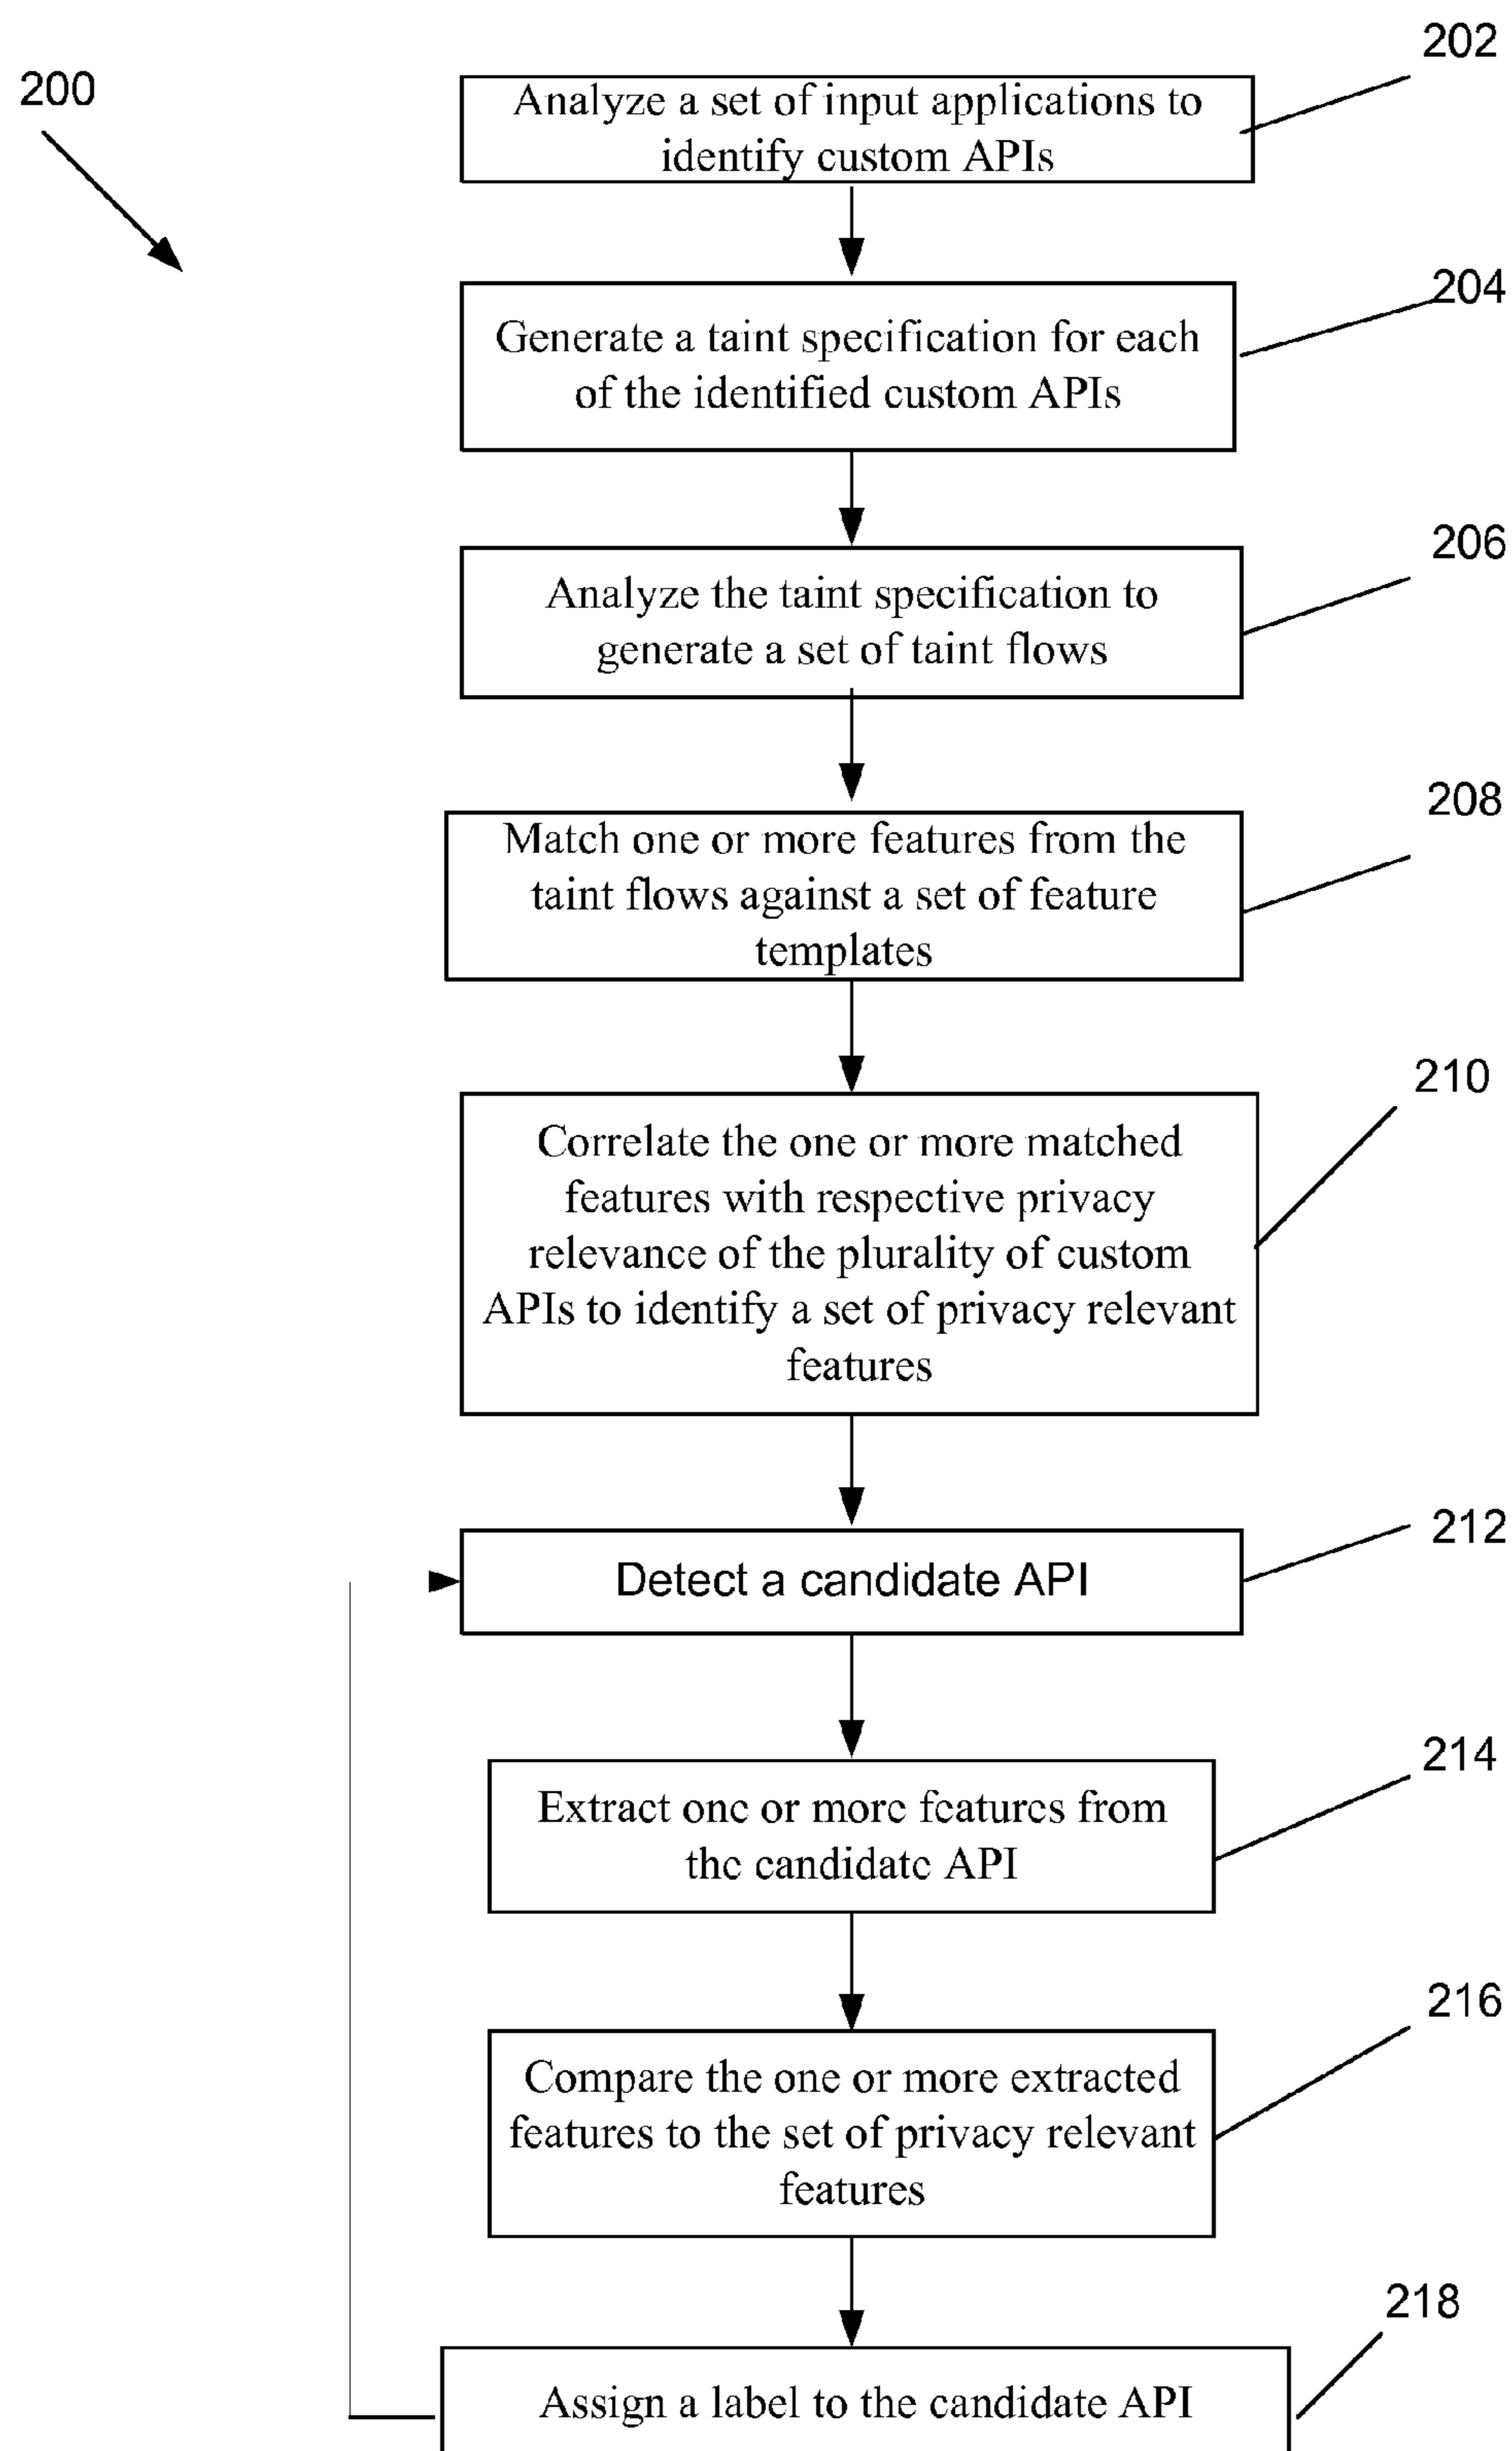 200
202
Analyze a set of input applications to
identify custom APIs
204
Generate a taint specification for each
of the identified custom APIs
206
Analyze the taint specification to
generate a set of taint flows
208
Match one or more features from the
taint flows against a set of feature
templates
210
Correlate the one or more matched
features with respective privacy
relevance of the plurality of custom
APIs to identify a set of privacy relevant
features
212
Detect a candidate API
214
Extract one or more features from
the candidate API
216
Compare the one or more extracted
features to the set of privacy relevant
features
218
Assign a label to the candidate API